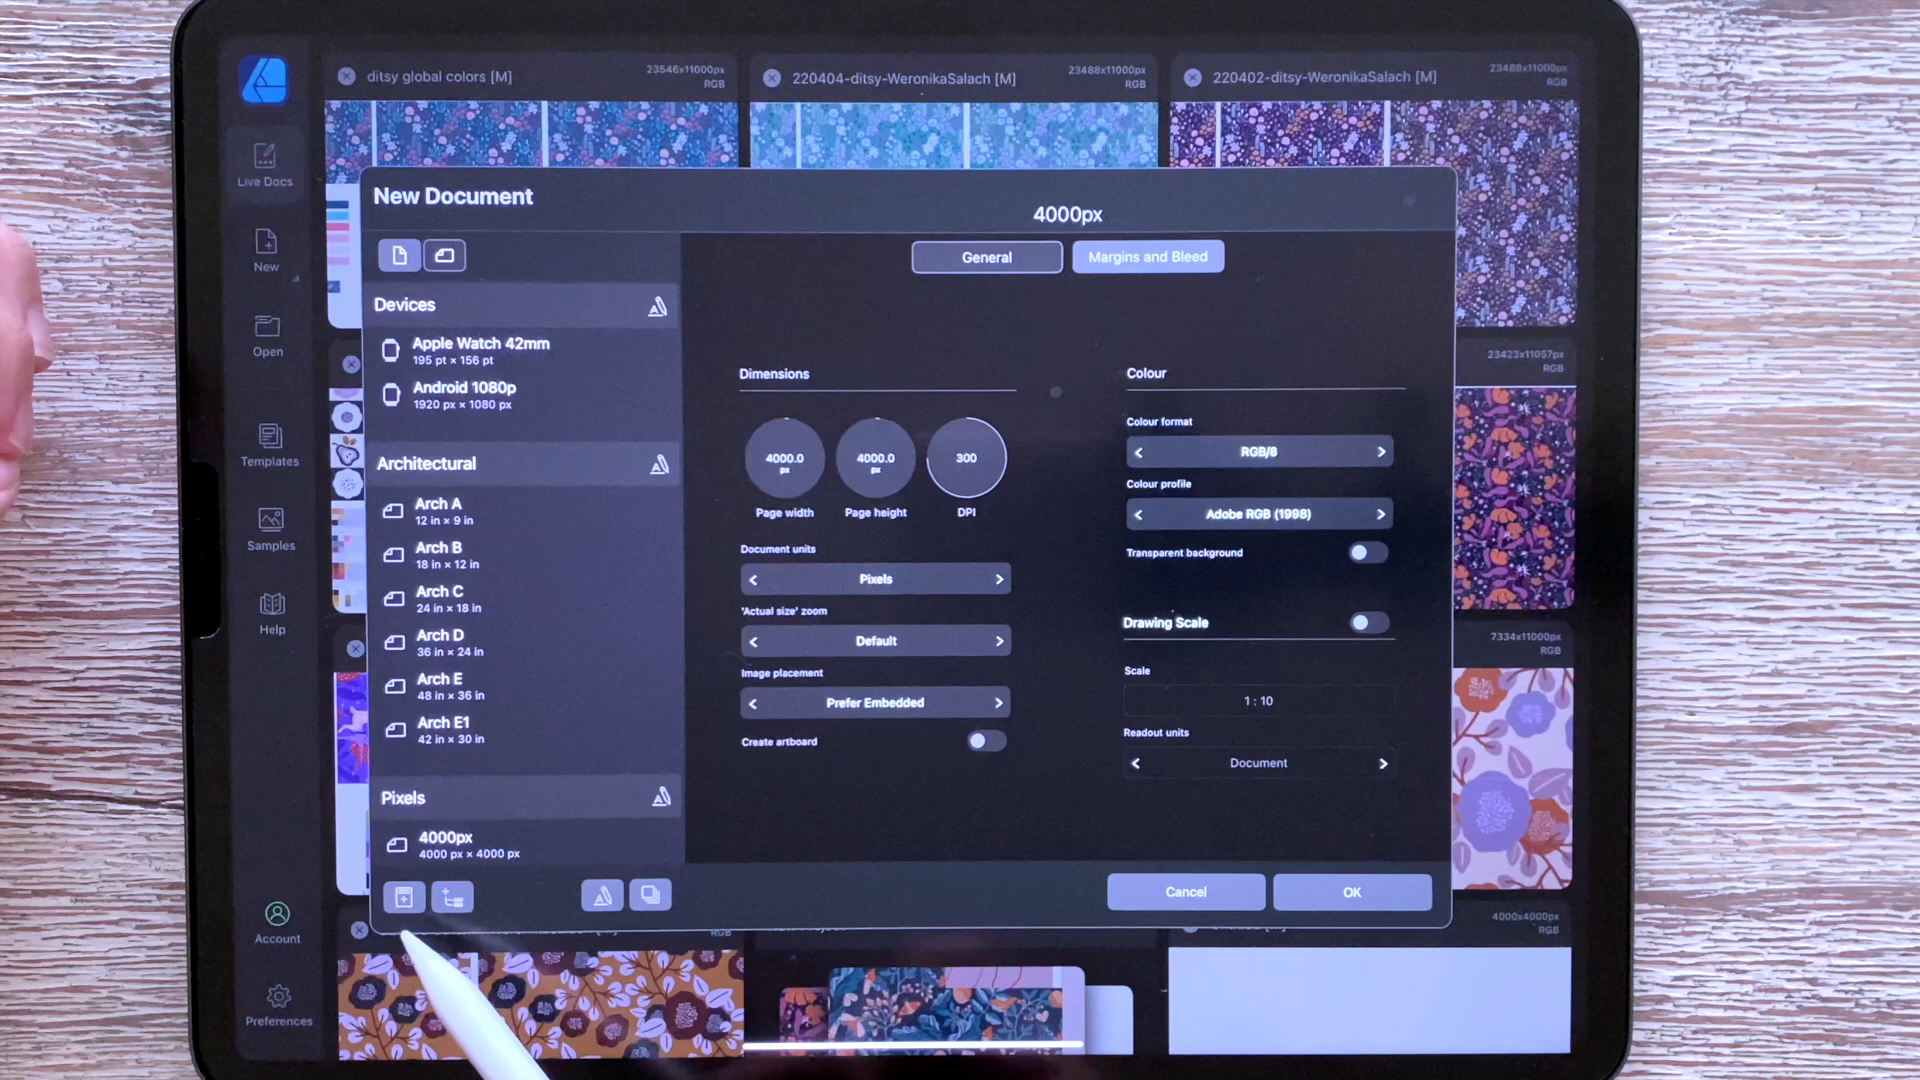 ditsy global colors [M]
23546x11000px
RGB
220404-ditsy-WeronikaSalach [M]
23488x11000px
RGB
220402-ditsy-WeronikaSalach [M]
23488x11000px
RGB
Live Docs
New
Open
Templates
Samples
Help
Account
Preferences
New Document
4000px
General
Margins and Bleed
Devices
Apple Watch 42mm
195 pt × 156 pt
Android 1080p
1920 px × 1080 px
Architectural
Arch A
12 in × 9 in
Arch B
18 in × 12 in
Arch C
24 in × 18 in
Arch D
36 in × 24 in
Arch E
48 in × 36 in
Arch E1
42 in × 30 in
Pixels
4000px
4000 px × 4000 px
Dimensions
4000.0
px
4000.0
px
300
Page width
Page height
DPI
Document units
Pixels
'Actual size' zoom
Default
Image placement
Prefer Embedded
Create artboard
Colour
Colour format
RGB/8
Colour profile
Adobe RGB (1998)
Transparent background
Drawing Scale
Scale
1 : 10
Readout units
Document
Cancel
OK
23423x11057px
RGB
7334x11000px
RGB
4000x4000px
RGB
RGB